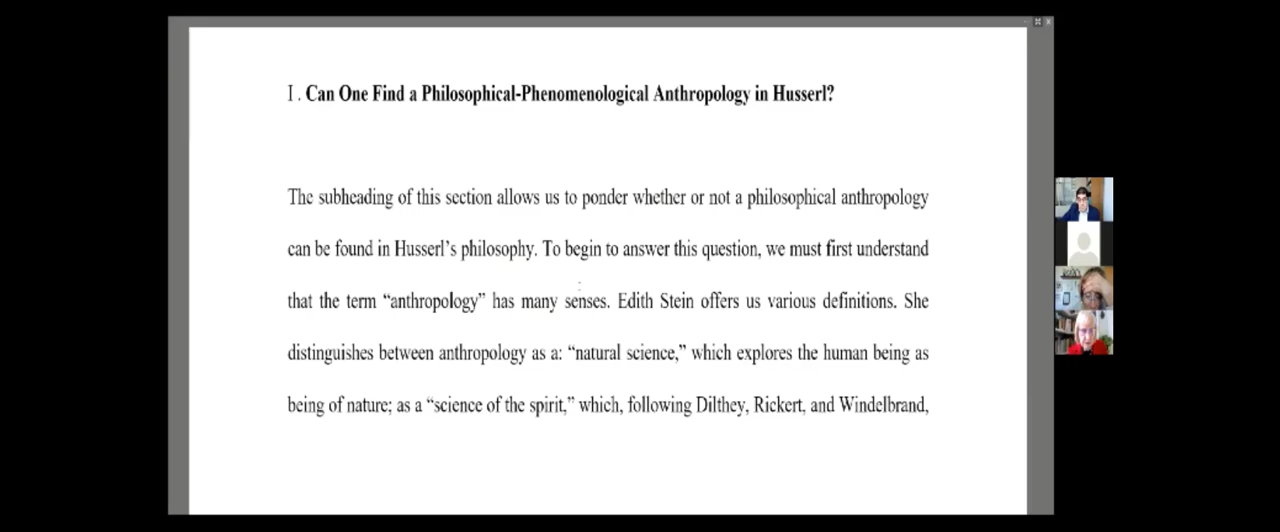 I . Can One Find a Philosophical-Phenomenological Anthropology in Husserl?
The subheading of this section allows us to ponder whether or not a philosophical anthropology
can be found in Husserl’s philosophy. To begin to answer this question, we must first understand
that the term “anthropology” has many senses. Edith Stein offers us various definitions. She
distinguishes between anthropology as a: “natural science,” which explores the human being as
being of nature; as a “science of the spirit,” which, following Dilthey, Rickert, and Windelbrand,